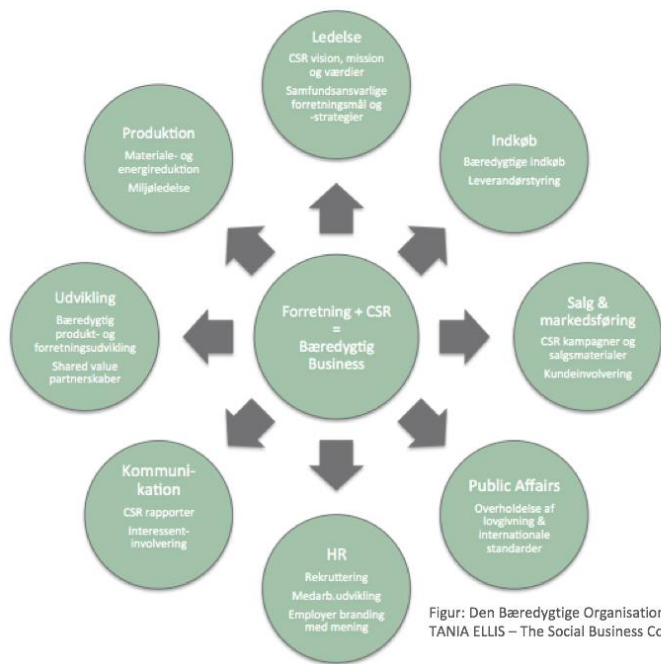 Ledelse
CSR vision, mission
og værdier
Samfundsansvarlige
forretningsmål og
-strategier
Indkøb
Bæredygtige indkøb
Leverandørstyring
Salg &
markedsføring
CSR kampagner og
salgsmaterialer
Kundeinvolvering
Public Affairs
Overholdelse af
lovgivning &
internationale
standarder
HR
Rekruttering
Medarb.udvikling
Employer branding
med mening
Kommuni-
kation
CSR rapporter
Interessent-
involvering
Udvikling
Bæredygtig
produkt- og
forretningsudvikling
Shared value
partnerskaber
Produktion
Materiale- og
energireduktion
Miljøledelse
Forretning + CSR
=
Bæredygtig
Business
Figur: Den Bæredygtige Organisation
TANIA ELLIS – The Social Business